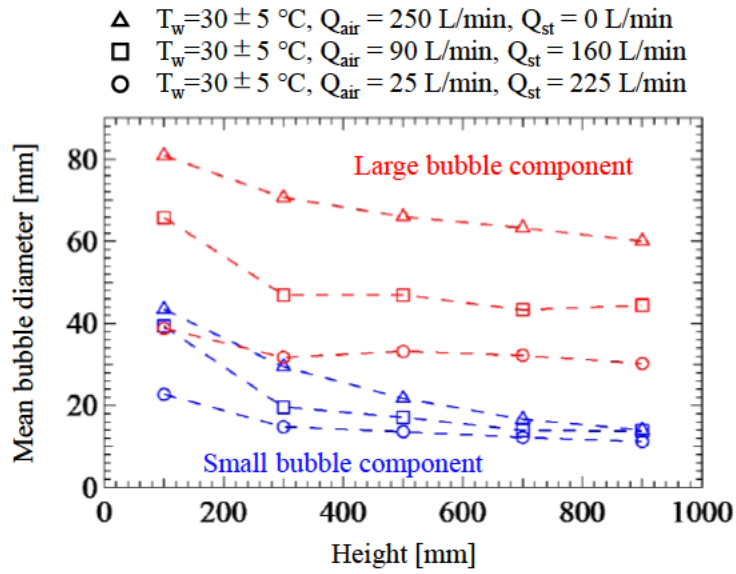 △ T_w=30 ± 5 ℃, Q_air = 250 L/min, Q_st = 0 L/min
□ T_w=30 ± 5 ℃, Q_air = 90 L/min, Q_st = 160 L/min
○ T_w=30 ± 5 ℃, Q_air = 25 L/min, Q_st = 225 L/min
Mean bubble diameter [mm]
80
60
40
20
0
Large bubble component
Small bubble component
0 200 400 600 800 1000
Height [mm]